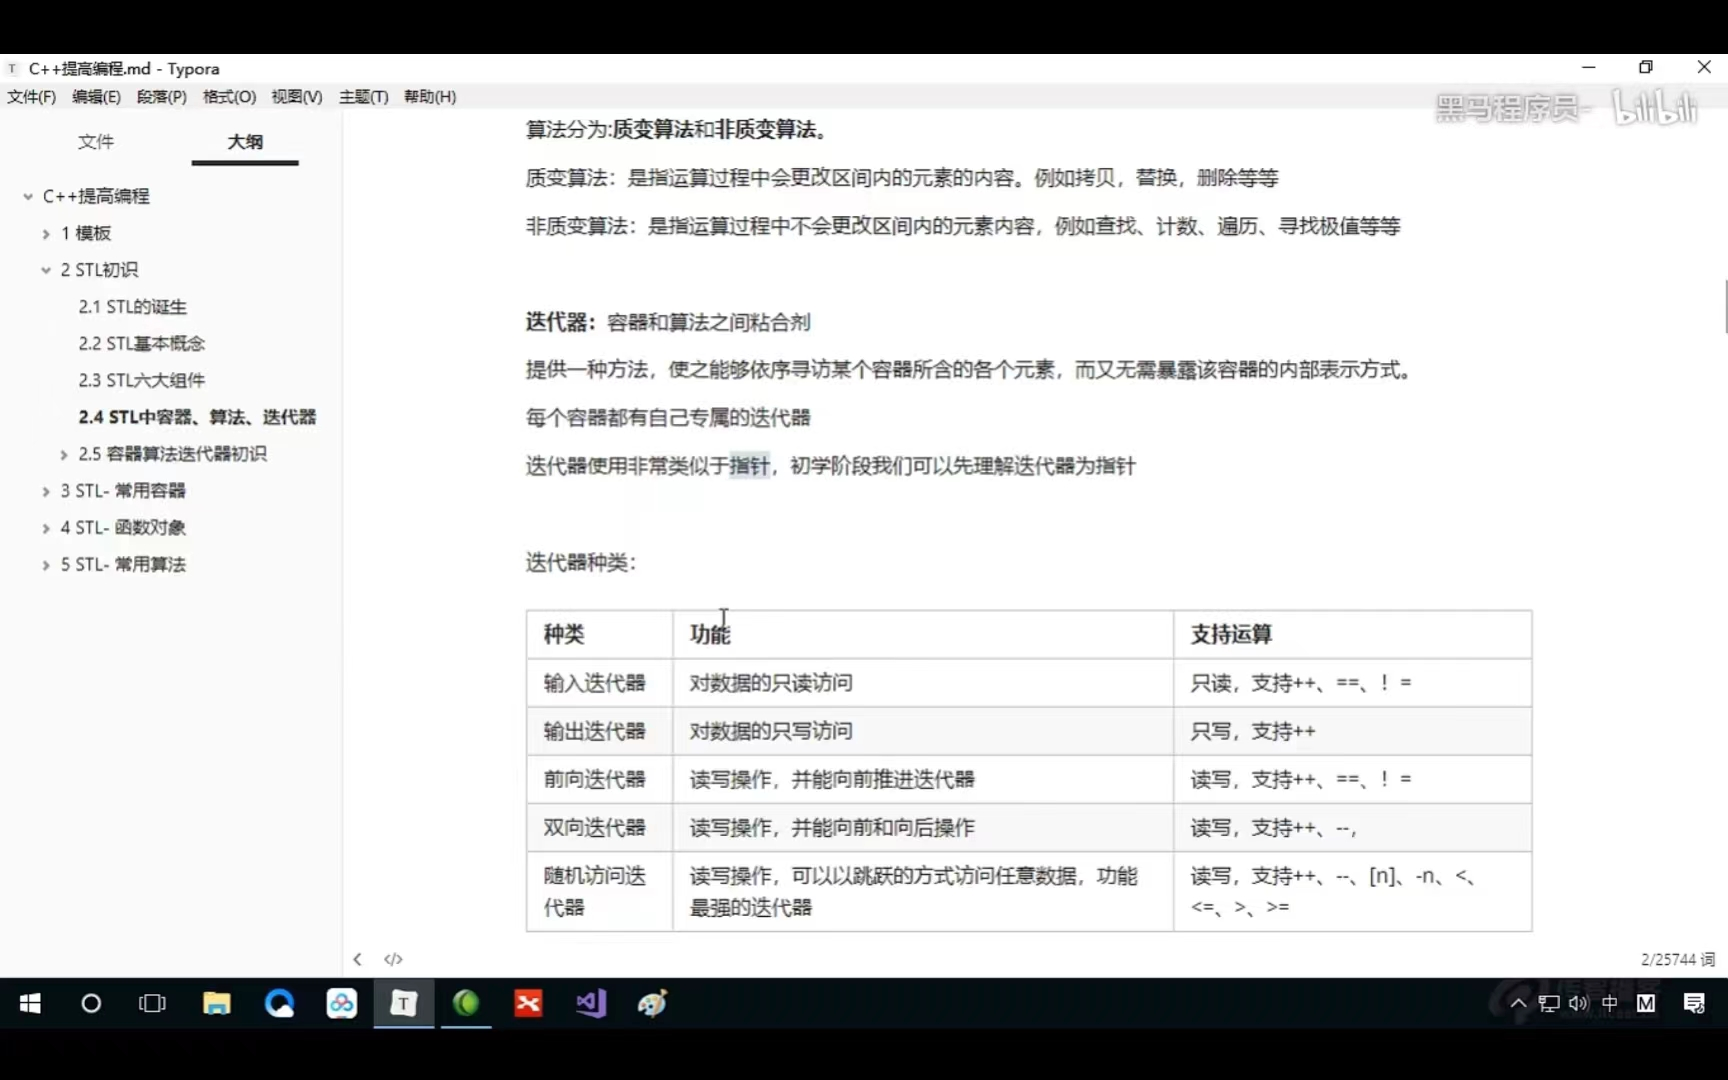 C++提高编程.md - Typora
文件(F) 编辑(E) 段落(P) 格式(O) 视图(V) 主题(T) 帮助(H)
黑马程序员- bilibili
文件 大纲
C++提高编程
1 模板
2 STL初识
2.1 STL的诞生
2.2 STL基本概念
2.3 STL六大组件
2.4 STL中容器、算法、迭代器
2.5 容器算法迭代器初识
3 STL- 常用容器
4 STL- 函数对象
5 STL- 常用算法
算法分为:质变算法和非质变算法。
质变算法：是指运算过程中会更改区间内的元素的内容。例如拷贝，替换，删除等等
非质变算法：是指运算过程中不会更改区间内的元素内容，例如查找、计数、遍历、寻找极值等等
迭代器：容器和算法之间粘合剂
提供一种方法，使之能够依序寻访某个容器所含的各个元素，而又无需暴露该容器的内部表示方式。
每个容器都有自己专属的迭代器
迭代器使用非常类似于指针，初学阶段我们可以先理解迭代器为指针
迭代器种类：
种类 功能 支持运算
输入迭代器 对数据的只读访问 只读，支持++、==、！=
输出迭代器 对数据的只写访问 只写，支持++
前向迭代器 读写操作，并能向前推进迭代器 读写，支持++、==、！=
双向迭代器 读写操作，并能向前和向后操作 读写，支持++、--，
随机访问迭 读写操作，可以以跳跃的方式访问任意数据，功能 读写，支持++、--、[n]、-n、<、
代器 最强的迭代器 <=、>、>=
</> 2/25744 词
T 中 M